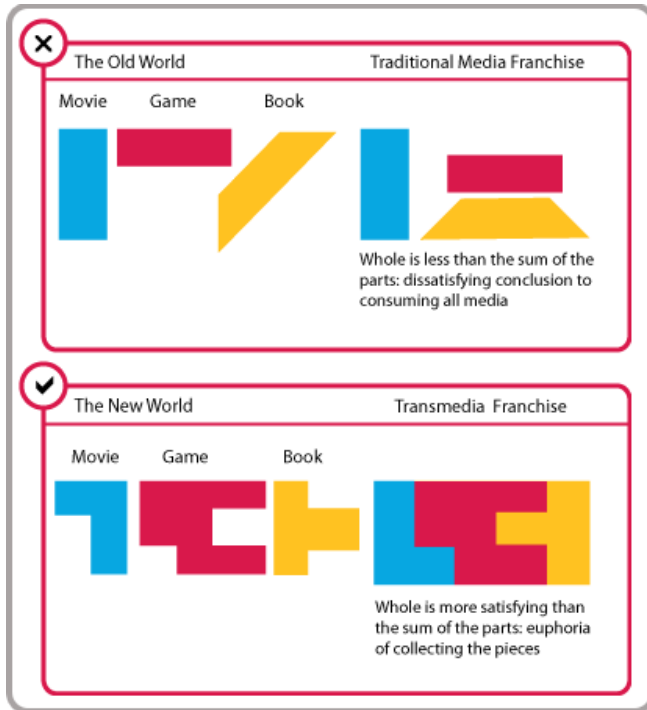 The Old World
Traditional Media Franchise
Movie Game Book
Whole is less than the sum of the
parts: dissatisfying conclusion to
consuming all media
The New World
Transmedia Franchise
Movie Game Book
Whole is more satisfying than
the sum of the parts: euphoria
of collecting the pieces